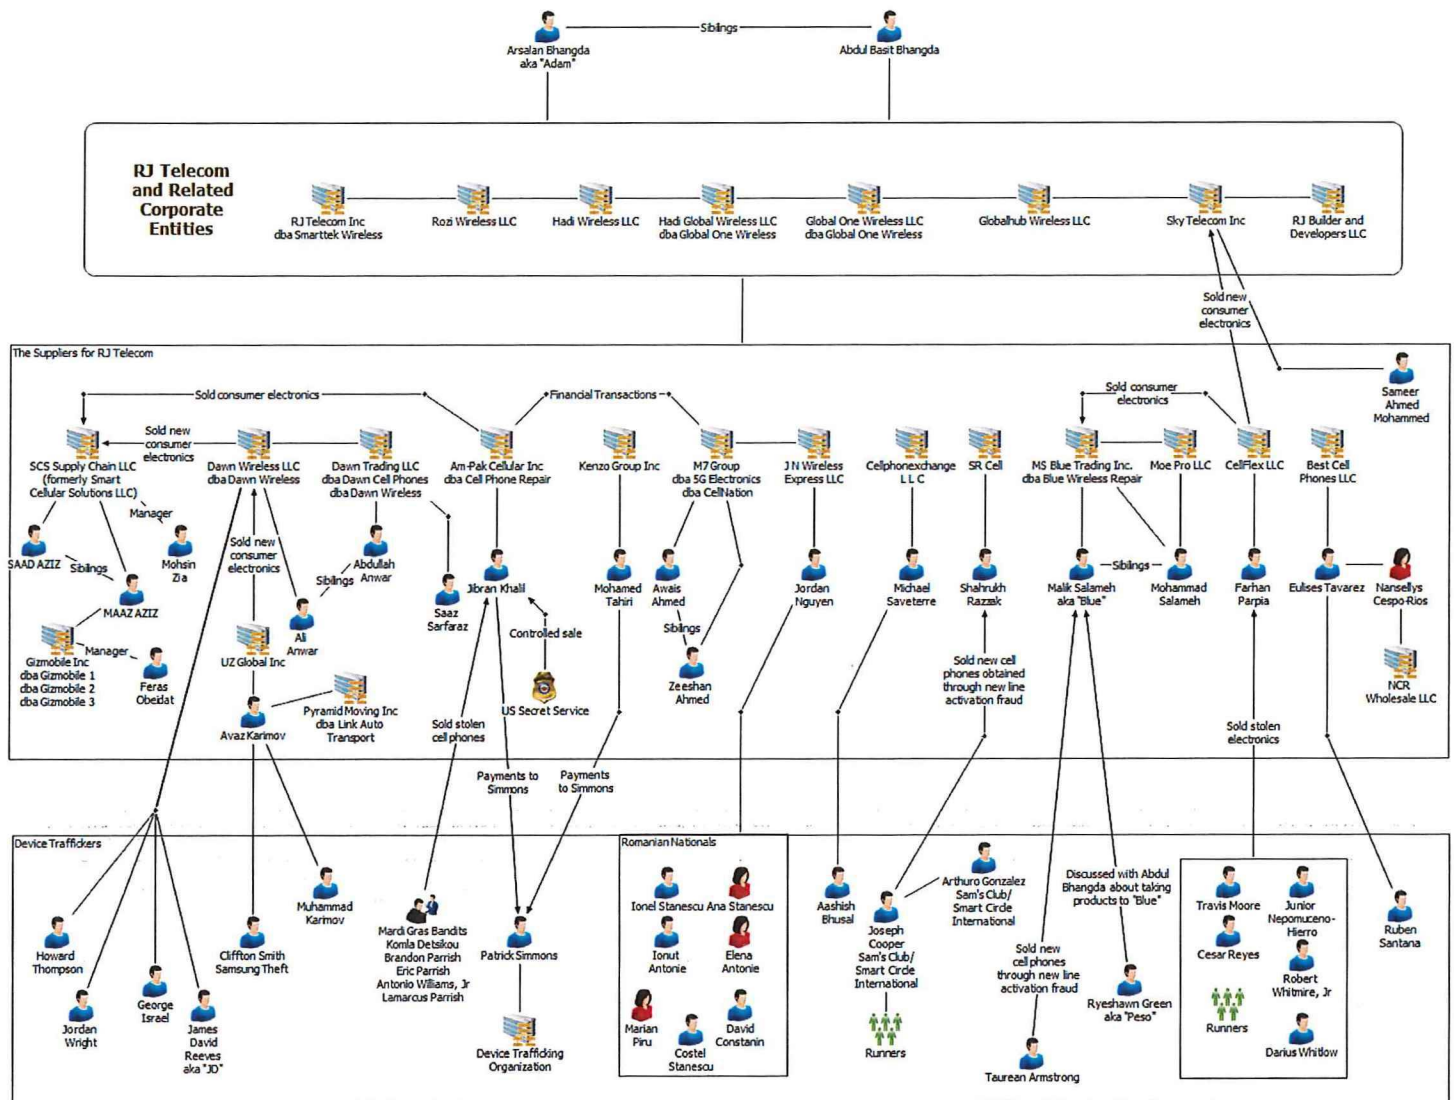 Siblings
Arsalan Bhangda
aka "Adam"
Abdul Basit Bhangda
RJ Telecom
and Related
Corporate
Entities
RJ Telecom Inc
dba Smarttek Wireless
Rozi Wireless LLC
Hadi Wireless LLC
Hadi Global Wireless LLC
dba Global One Wireless
Global One Wireless LLC
dba Global One Wireless
Globalhub Wireless LLC
Sky Telecom Inc
RJ Builder and
Developers LLC
Sold new
consumer
electronics
The Suppliers for RJ Telecom
Sold consumer electronics
Financial Transactions
Sold consumer
electronics
Sameer
Ahmed
Mohammed
Sold new
consumer
electronics
SCS Supply Chain LLC
(formerly Smart
Cellular Solutions LLC)
Dawn Wireless LLC
dba Dawn Wireless
Dawn Trading LLC
dba Dawn Cell Phones
dba Dawn Wireless
Am-Pak Cellular Inc
dba Cell Phone Repair
Kenzo Group Inc
M7 Group
dba 5G Electronics
dba CellNation
J N Wireless
Express LLC
Cellphonexchange
L L C
SR Cell
MS Blue Trading Inc.
dba Blue Wireless Repair
Moe Pro LLC
CellFlex LLC
Best Cell
Phones LLC
Manager
SAAD AZIZ
Siblings
Mohsin
Zia
MAAZ AZIZ
Sold new
consumer
electronics
Siblings
Abdullah
Anwar
Ali
Anwar
Saaz
Sarfaraz
Jibran Khalil
Controlled sale
US Secret Service
Mohamed
Tahiri
Awais
Ahmed
Siblings
Zeeshan
Ahmed
Jordan
Nguyen
Michael
Saveterre
Shahrukh
Razzak
Malik Salameh
aka "Blue"
Siblings
Mohammad
Salameh
Farhan
Parpia
Eulises Tavarez
Nansellys
Cespo-Rios
NCR
Wholesale LLC
Gizmobile Inc
dba Gizmobile 1
dba Gizmobile 2
dba Gizmobile 3
Manager
Feras
Obeidat
UZ Global Inc
Avaz Karimov
Pyramid Moving Inc
dba Link Auto
Transport
Sold stolen
cell phones
Payments to
Simmons
Payments
to Simmons
Sold new cell
phones obtained
through new line
activation fraud
Sold stolen
electronics
Device Traffickers
Howard
Thompson
Jordan
Wright
George
Israel
James
David
Reeves
aka "JD"
Cliffton Smith
Samsung Theft
Muhammad
Karimov
Mardi Gras Bandits
Komla Detsikou
Brandon Parrish
Eric Parrish
Antonio Williams, Jr
Lamarcus Parrish
Patrick Simmons
Device Trafficking
Organization
Romanian Nationals
Ionel Stanescu
Ana Stanescu
Ionut
Antonie
Elena
Antonie
Marian
Piru
Costel
Stanescu
David
Constanin
Aashish
Bhusal
Joseph
Cooper
Sam's Club/
Smart Circle
International
Runners
Arthuro Gonzalez
Sam's Club/
Smart Circle
International
Sold new
cell phones
through new line
activation fraud
Taurean Armstrong
Discussed with Abdul
Bhangda about taking
products to "Blue"
Ryeshawn Green
aka "Peso"
Travis Moore
Junior
Nepomuceno-
Hierro
Cesar Reyes
Robert
Whitmire, Jr
Runners
Darius Whitlow
Ruben
Santana